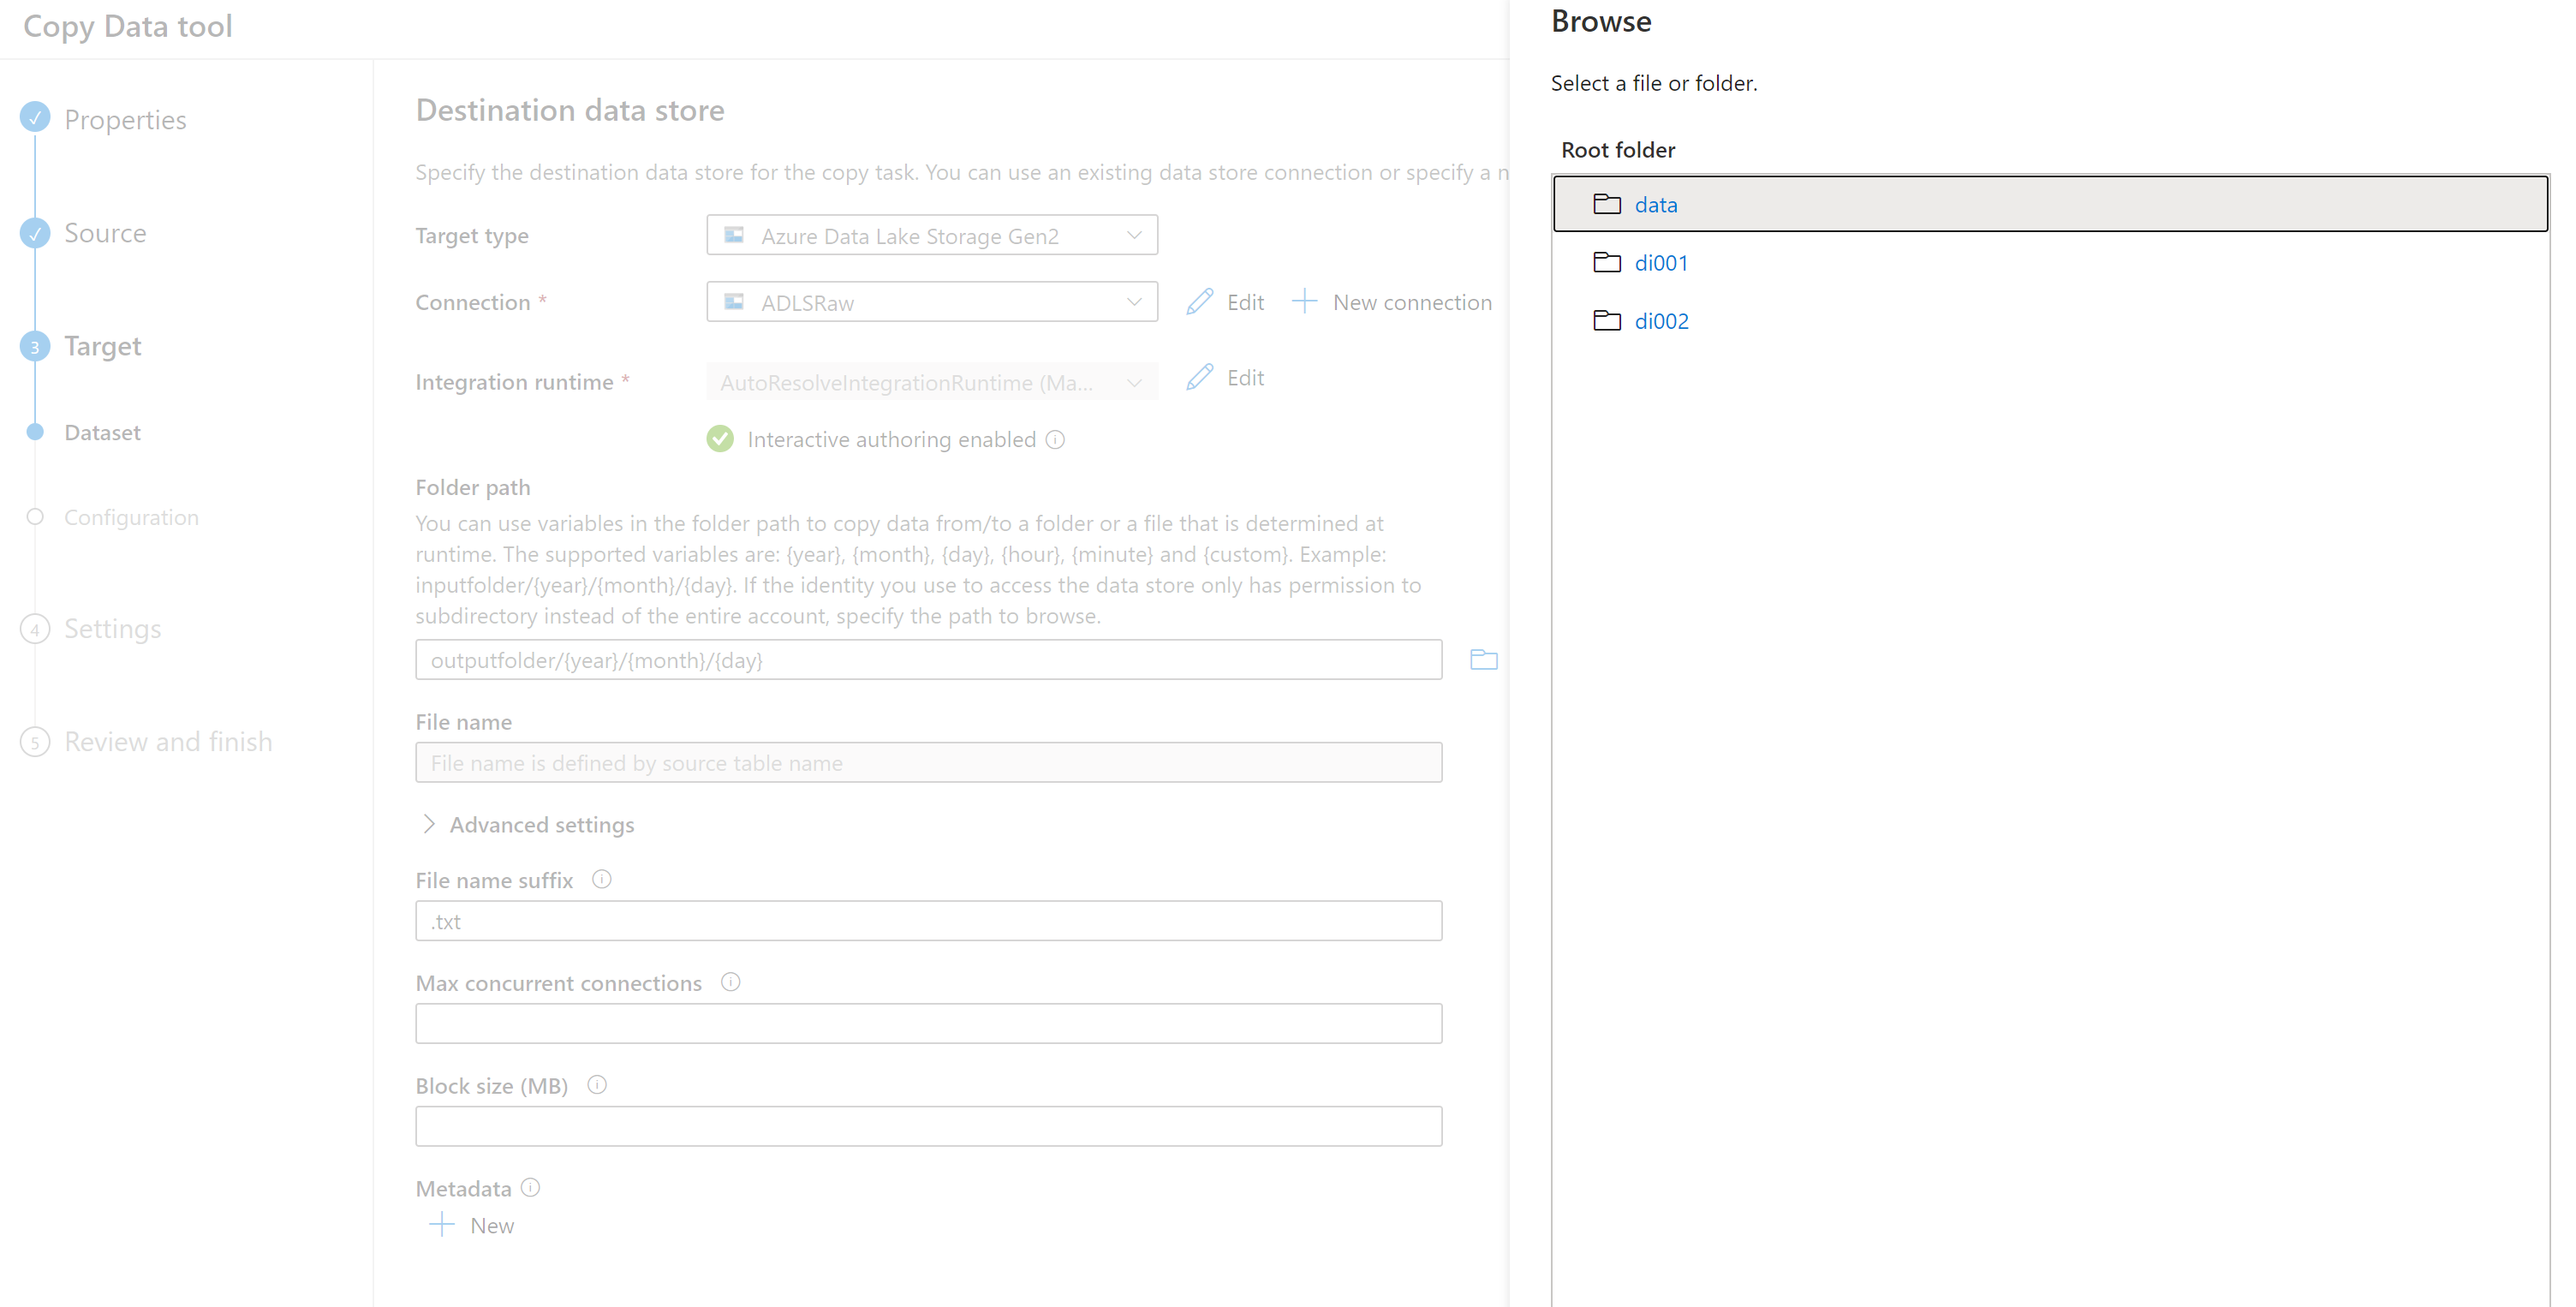 Copy Data tool
Properties
Source
3 Target
Dataset
Configuration
4 Settings
5 Review and finish
Destination data store
Specify the destination data store for the copy task. You can use an existing data store connection or specify a n
Target type
Azure Data Lake Storage Gen2
Connection *
ADLSRaw
Edit
New connection
Integration runtime *
AutoResolveIntegrationRuntime (Ma...
Edit
Interactive authoring enabled
Folder path
You can use variables in the folder path to copy data from/to a folder or a file that is determined at
runtime. The supported variables are: {year}, {month}, {day}, {hour}, {minute} and {custom}. Example:
inputfolder/{year}/{month}/{day}. If the identity you use to access the data store only has permission to
subdirectory instead of the entire account, specify the path to browse.
outputfolder/{year}/{month}/{day}
File name
File name is defined by source table name
Advanced settings
File name suffix
.txt
Max concurrent connections
Block size (MB)
Metadata
New
Browse
Select a file or folder.
Root folder
data
di001
di002